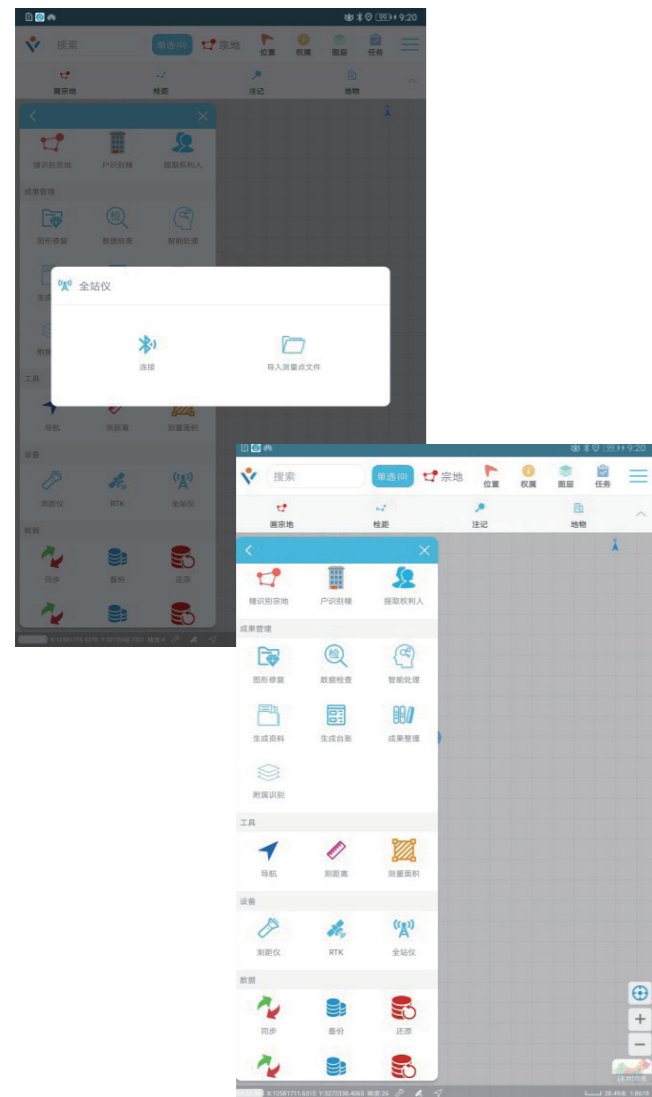 99 9:20
搜索 单选(0) 宗地 位置 权属 图层 任务
画宗地 检距 注记 地物
幢识别宗地 户识别幢 提取权利人
成果管理
图形修复 数据检查 智能处理
全站仪
连接 导入测量点文件
工具
导航 测距离 测量面积
设备
测距仪 RTK 全站仪
数据
同步 备份 还原
9:20
搜索 单选(0) 宗地 位置 权属 图层 任务
画宗地 检距 注记 地物
幢识别宗地 户识别幢 提取权利人
成果管理
图形修复 数据检查 智能处理
生成资料 生成台账 成果整理
附属识别
工具
导航 测距离 测量面积
设备
测距仪 RTK 全站仪
数据
同步 备份 还原